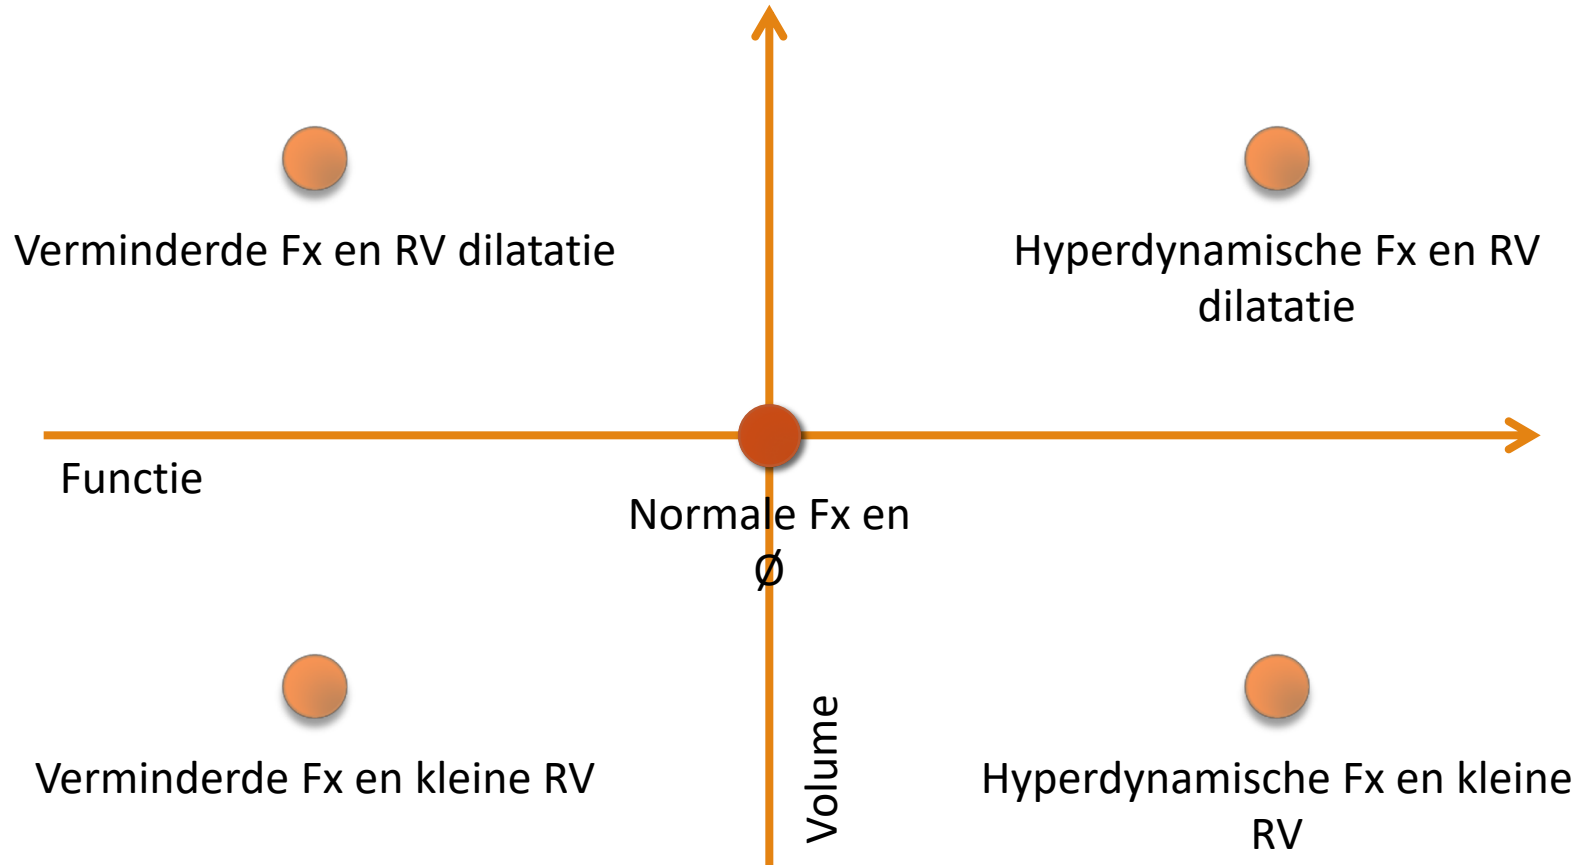 Verminderde Fx en RV dilatatie
Hyperdynamische Fx en RV
dilatatie
Functie
Normale Fx en
Ø
Volume
Verminderde Fx en kleine RV
Hyperdynamische Fx en kleine
RV